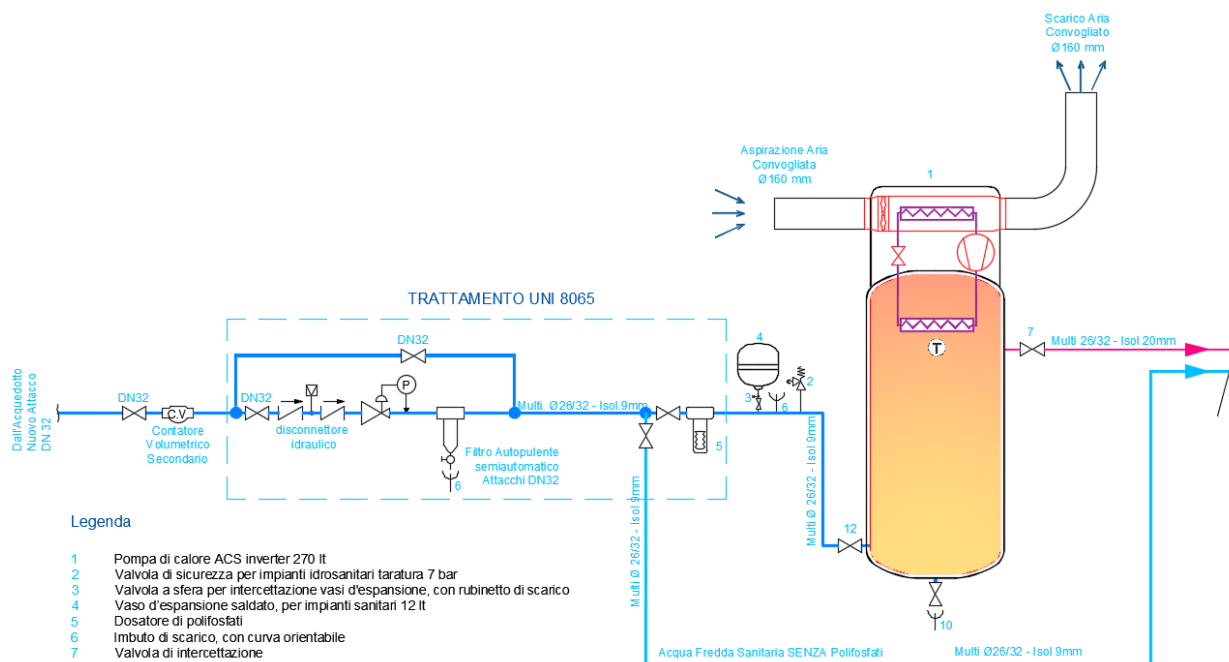 Scarico Aria
Convogliato
Ø160 mm
Aspirazione Aria
Convogliata
Ø160 mm
1
TRATTAMENTO UNI 8065
DN32
4
7
Multi 26/32 - Isol 20mm
T
P
DN32
DN32
3
6
2
Multi. Ø26/32 - Isol.9mm
C.V.
Dall'Acquedotto
Nuovo Attacco
DN 32
Contatore
Volumetrico
Secondario
disconnettore
idraulico
Filtro Autopulente
semiautomatico
Attacchi DN32
6
5
Multi Ø 26/32 - Isol 9mm
Multi Ø 26/32 - Isol 9mm
12
10
Legenda
1 Pompa di calore ACS inverter 270 lt
2 Valvola di sicurezza per impianti idrosanitari taratura 7 bar
3 Valvola a sfera per intercettazione vasi d'espansione, con rubinetto di scarico
4 Vaso d'espansione saldato, per impianti sanitari 12 lt
5 Dosatore di polifosfati
6 Imbuto di scarico, con curva orientabile
7 Valvola di intercettazione
Acqua Fredda Sanitaria SENZA Polifosfati
Multi Ø26/32 - Isol 9mm